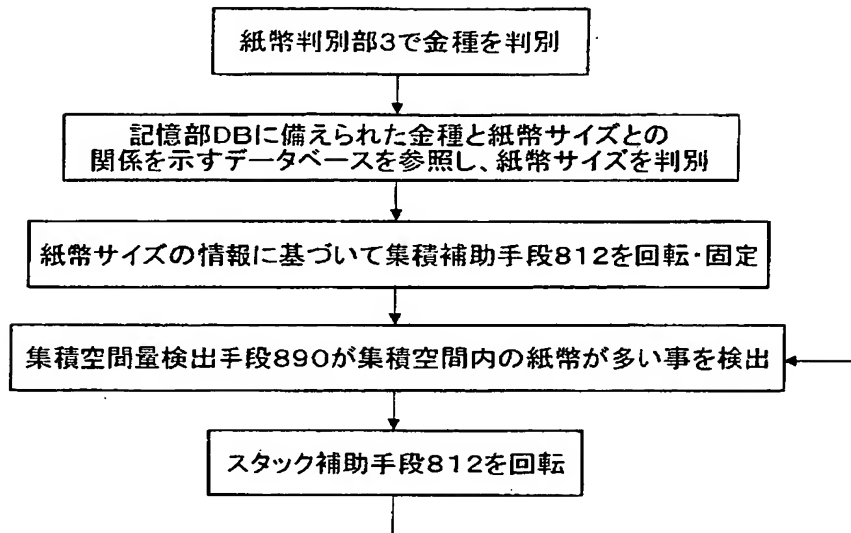 紙幣判別部3で金種を判別
記憶部DBに備えられた金種と紙幣サイズとの
関係を示すデータベースを参照し、紙幣サイズを判別
紙幣サイズの情報に基づいて集積補助手段812を回転・固定
集積空間量検出手段890が集積空間内の紙幣が多い事を検出
スタック補助手段812を回転